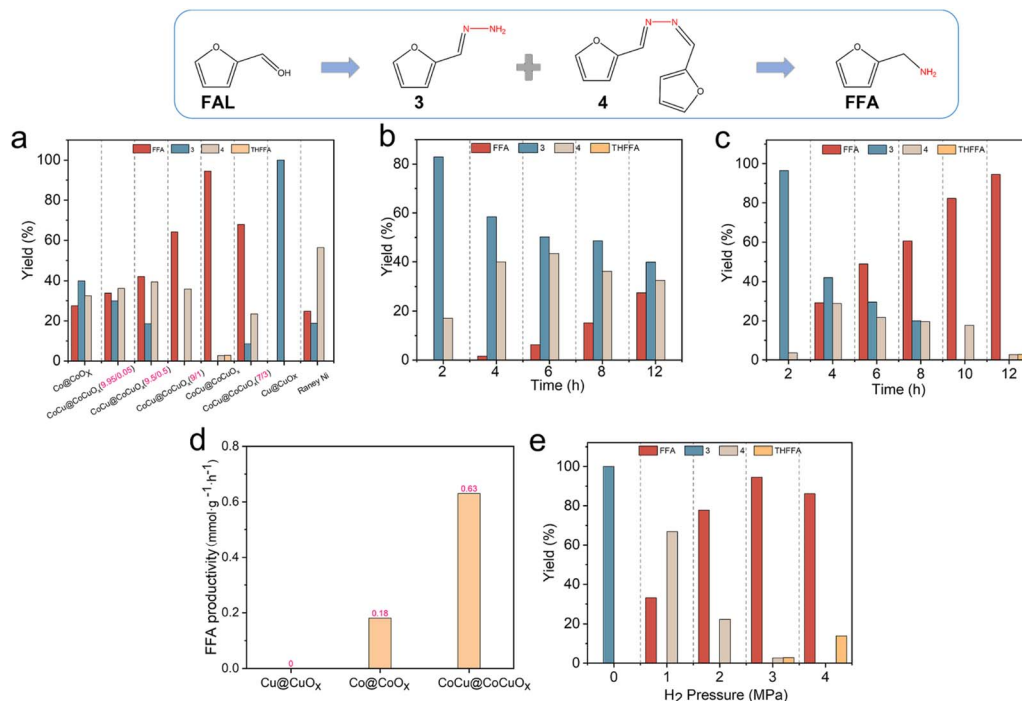 O
OH
FAL
O
N
NH₂
3
O
N
N
O
4
O
NH₂
FFA
a
FFA 3 4 THFFA
Yield (%)
100
80
60
40
20
0
Co@CoOX
CoCu@CoCuOx(9.95/0.05)
CoCu@CoCuOx(9.5/0.5)
CoCu@CoCuOx(9/1)
CoCu@CoCuOx
CoCu@CoCuOx(7/3)
Cu@CuOx
Raney Ni
b
FFA 3 4 THFFA
Yield (%)
80
60
40
20
0
2 4 6 8 12
Time (h)
c
FFA 3 4 THFFA
Yield (%)
100
80
60
40
20
0
2 4 6 8 10 12
Time (h)
d
FFA productivity (mmol·g⁻¹·h⁻¹)
0.8
0.6
0.4
0.2
0.0
0
0.18
0.63
Cu@CuOX Co@CoOX CoCu@CoCuOX
e
FFA 3 4 THFFA
Yield (%)
100
80
60
40
20
0
0 1 2 3 4
H₂ Pressure (MPa)